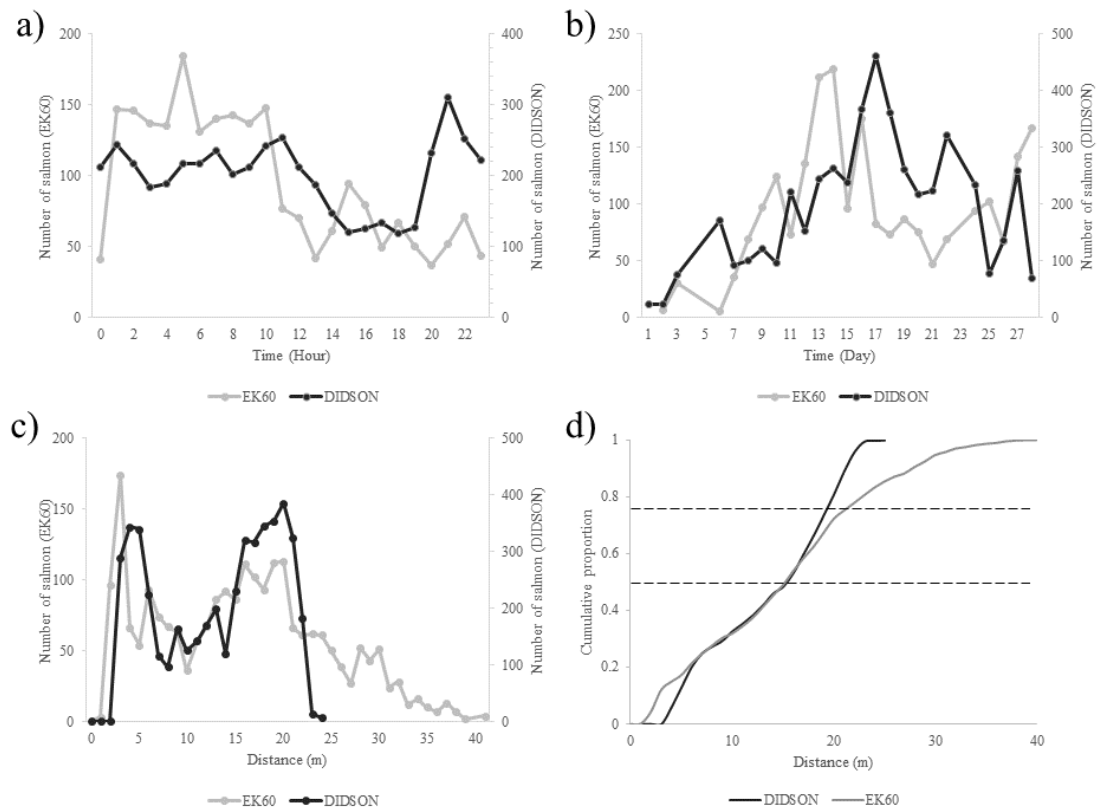 a)
200
150
100
50
0
Number of salmon (EK60)
400
300
200
100
0
Number of salmon (DIDSON)
0 2 4 6 8 10 12 14 16 18 20 22
Time (Hour)
EK60 DIDSON
b)
250
200
150
100
50
0
Number of salmon (EK60)
500
400
300
200
100
0
Number of salmon (DIDSON)
1 3 5 7 9 11 13 15 17 19 21 23 25 27
Time (Day)
EK60 DIDSON
c)
200
150
100
50
0
Number of salmon (EK60)
500
400
300
200
100
0
Number of salmon (DIDSON)
0 5 10 15 20 25 30 35 40
Distance (m)
EK60 DIDSON
d)
1
0.8
0.6
0.4
0.2
0
Cumulative proportion
0 10 20 30 40
Distance (m)
DIDSON EK60